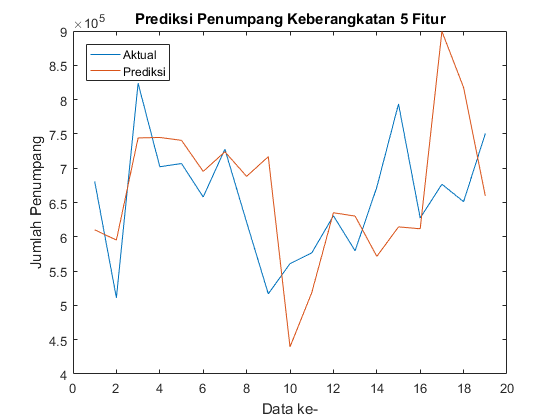 Prediksi Penumpang Keberangkatan 5 Fitur
×10⁵
Aktual
Prediksi
Jumlah Penumpang
9
8.5
8
7.5
7
6.5
6
5.5
5
4.5
4
0 2 4 6 8 10 12 14 16 18 20
Data ke-